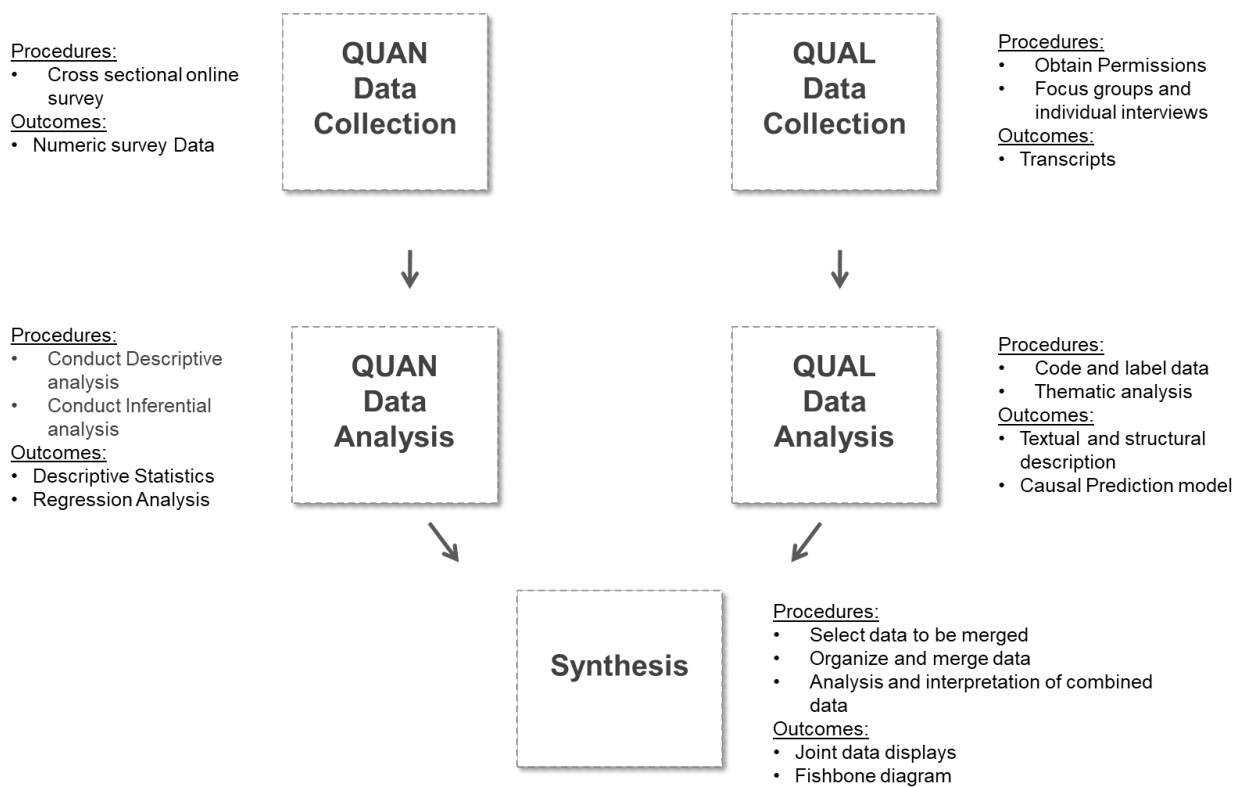 Procedures:
• Cross sectional online
survey
Outcomes:
• Numeric survey Data
QUAN
Data
Collection
QUAL
Data
Collection
Procedures:
• Obtain Permissions
• Focus groups and
individual interviews
Outcomes:
• Transcripts
Procedures:
• Conduct Descriptive
analysis
• Conduct Inferential
analysis
Outcomes:
• Descriptive Statistics
• Regression Analysis
QUAN
Data
Analysis
QUAL
Data
Analysis
Procedures:
• Code and label data
• Thematic analysis
Outcomes:
• Textual and structural
description
• Causal Prediction model
Synthesis
Procedures:
• Select data to be merged
• Organize and merge data
• Analysis and interpretation of combined
data
Outcomes:
• Joint data displays
• Fishbone diagram